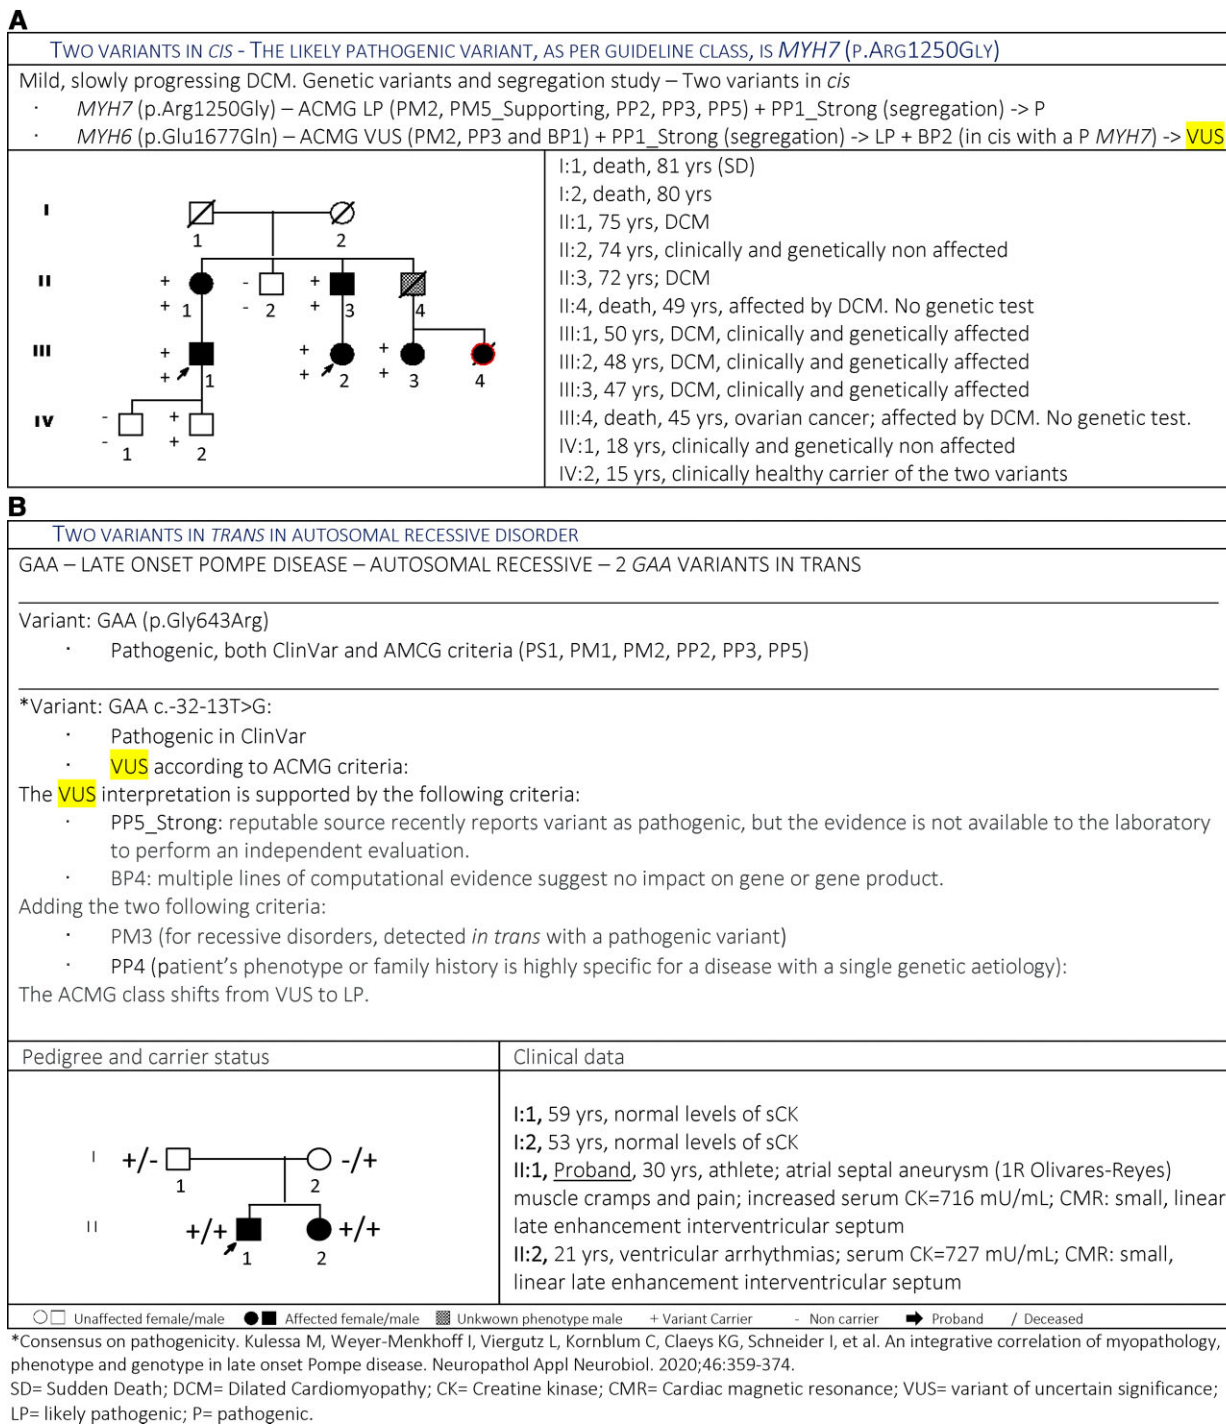 A
TWO VARIANTS IN CIS - THE LIKELY PATHOGENIC VARIANT, AS PER GUIDELINE CLASS, IS MYH7 (P.ARG1250GLY)
Mild, slowly progressing DCM. Genetic variants and segregation study – Two variants in cis
· MYH7 (p.Arg1250Gly) – ACMG LP (PM2, PM5_Supporting, PP2, PP3, PP5) + PP1_Strong (segregation) -> P
· MYH6 (p.Glu1677Gln) – ACMG VUS (PM2, PP3 and BP1) + PP1_Strong (segregation) -> LP + BP2 (in cis with a P MYH7) -> VUS
I
1 2
II
+ - +
+ 1 - 2 + 3 4
III
+ + +
+ 1 + 2 + 3 4
IV
- +
- 1 + 2
I:1, death, 81 yrs (SD)
I:2, death, 80 yrs
II:1, 75 yrs, DCM
II:2, 74 yrs, clinically and genetically non affected
II:3, 72 yrs; DCM
II:4, death, 49 yrs, affected by DCM. No genetic test
III:1, 50 yrs, DCM, clinically and genetically affected
III:2, 48 yrs, DCM, clinically and genetically affected
III:3, 47 yrs, DCM, clinically and genetically affected
III:4, death, 45 yrs, ovarian cancer; affected by DCM. No genetic test.
IV:1, 18 yrs, clinically and genetically non affected
IV:2, 15 yrs, clinically healthy carrier of the two variants
B
TWO VARIANTS IN TRANS IN AUTOSOMAL RECESSIVE DISORDER
GAA – LATE ONSET POMPE DISEASE – AUTOSOMAL RECESSIVE – 2 GAA VARIANTS IN TRANS
Variant: GAA (p.Gly643Arg)
· Pathogenic, both ClinVar and AMCG criteria (PS1, PM1, PM2, PP2, PP3, PP5)
*Variant: GAA c.-32-13T>G:
· Pathogenic in ClinVar
· VUS according to ACMG criteria:
The VUS interpretation is supported by the following criteria:
· PP5_Strong: reputable source recently reports variant as pathogenic, but the evidence is not available to the laboratory
to perform an independent evaluation.
· BP4: multiple lines of computational evidence suggest no impact on gene or gene product.
Adding the two following criteria:
· PM3 (for recessive disorders, detected in trans with a pathogenic variant)
· PP4 (patient's phenotype or family history is highly specific for a disease with a single genetic aetiology):
The ACMG class shifts from VUS to LP.
Pedigree and carrier status
I +/- -/+
1 2
II +/+ +/+
1 2
Clinical data
I:1, 59 yrs, normal levels of sCK
I:2, 53 yrs, normal levels of sCK
II:1, Proband, 30 yrs, athlete; atrial septal aneurysm (1R Olivares-Reyes)
muscle cramps and pain; increased serum CK=716 mU/mL; CMR: small, linear
late enhancement interventricular septum
II:2, 21 yrs, ventricular arrhythmias; serum CK=727 mU/mL; CMR: small,
linear late enhancement interventricular septum
Unaffected female/male Affected female/male Unkwown phenotype male + Variant Carrier - Non carrier Proband / Deceased
*Consensus on pathogenicity. Kulessa M, Weyer-Menkhoff I, Viergutz L, Kornblum C, Claeys KG, Schneider I, et al. An integrative correlation of myopathology,
phenotype and genotype in late onset Pompe disease. Neuropathol Appl Neurobiol. 2020;46:359-374.
SD= Sudden Death; DCM= Dilated Cardiomyopathy; CK= Creatine kinase; CMR= Cardiac magnetic resonance; VUS= variant of uncertain significance;
LP= likely pathogenic; P= pathogenic.